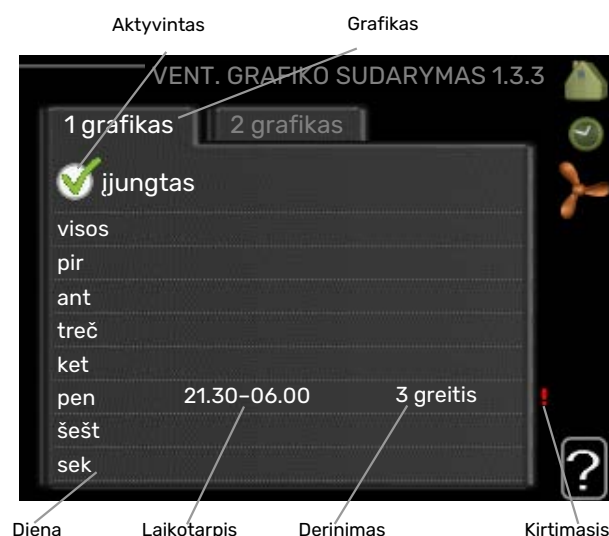 Aktyvintas Grafikas
VENT. GRAFIKO SUDARYMAS 1.3.3
1 grafikas 2 grafikas
įjungtas
visos
pir
ant
treč
ket
pen 21.30–06.00 3 greitis !
šešt
sek ?
Diena Laikotarpis Derinimas Kirtimasis